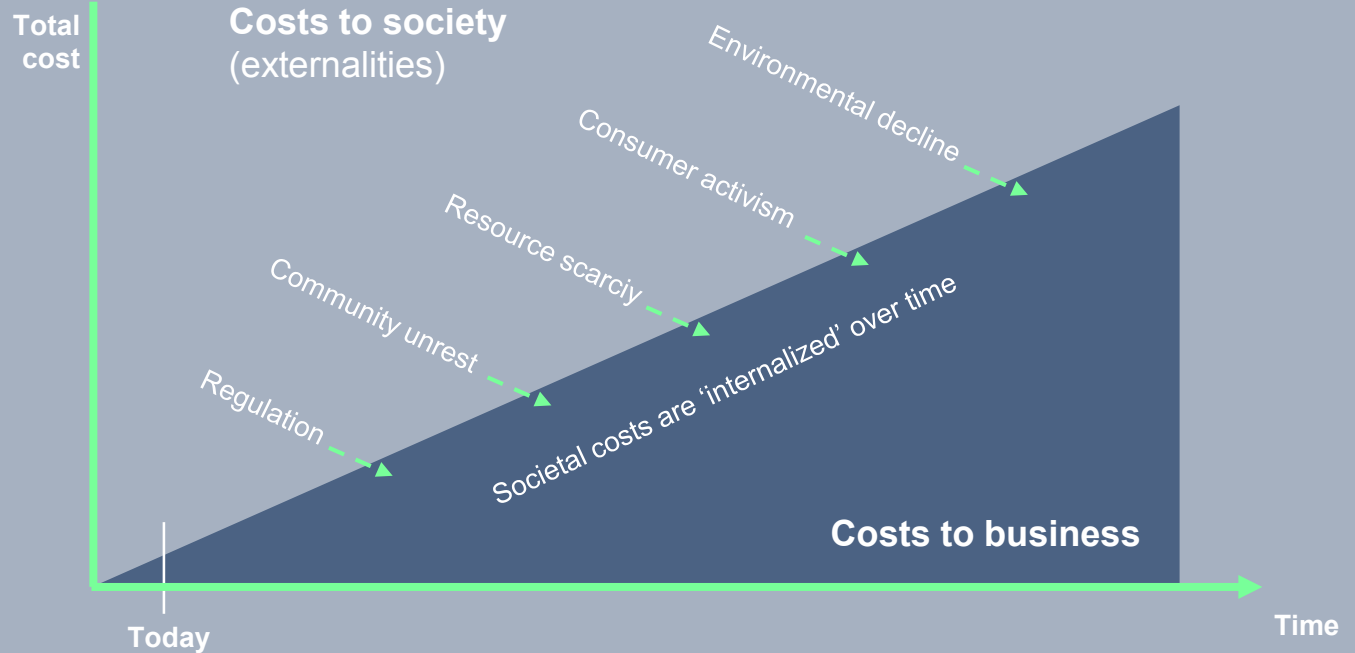 Total
cost
Costs to society
(externalities)
Environmental decline
Consumer activism
Resource scarciy
Community unrest
Regulation
Societal costs are ‘internalized’ over time
Costs to business
Today
Time